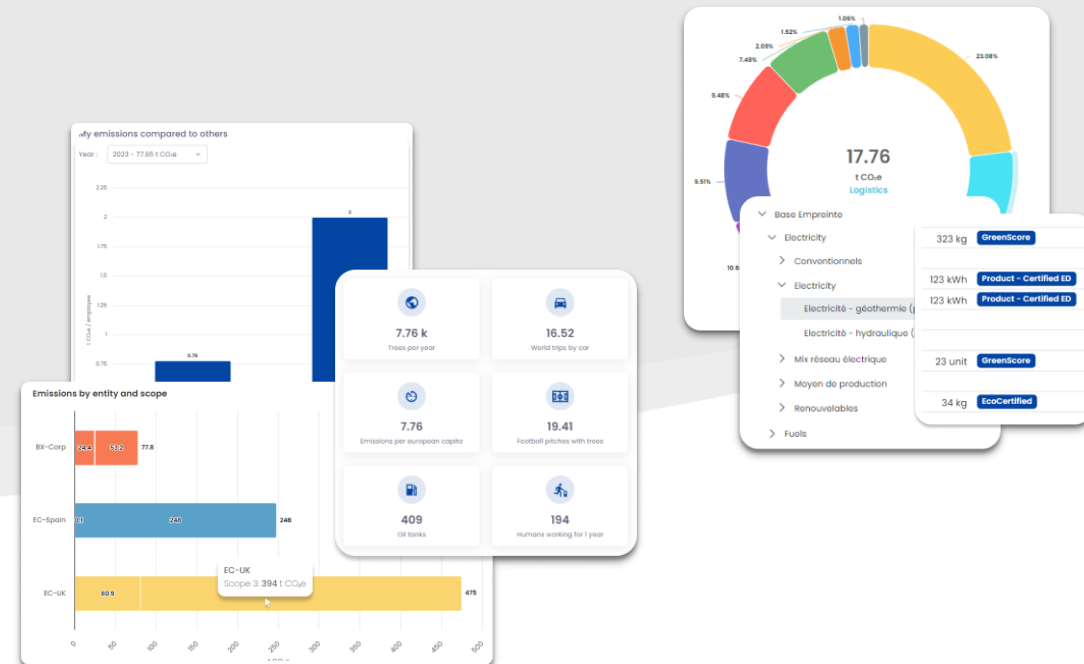 My emissions compared to others
Year :
2023 - 77.65 t CO₂e
2.25
2
1.75
1.5
1.25
1
0.75
t CO₂e / employee
0.78
2
Emissions by entity and scope
BX-Corp
24.4
53.2
77.8
EC-Spain
248
248
EC-UK
80.9
475
EC-UK
Scope 3: 394 t CO₂e
0
50
100
150
200
250
300
350
400
450
500
7.76 k
Trees per year
16.52
World trips by car
7.76
Emissions per european capita
19.41
Football pitches with trees
409
Oil tanks
194
Humans working for 1 year
1.06%
1.52%
2.09%
7.49%
9.48%
9.51%
10.6
23.06%
17.76
t CO₂e
Logistics
Base Empreinte
Electricity
Conventionnels
Electricity
Electricité - géothermie (
Electricité - hydraulique (
Mix réseau électrique
Moyen de production
Renouvelables
Fuels
323 kg GreenScore
123 kWh Product - Certified ED
123 kWh Product - Certified ED
23 unit GreenScore
34 kg EcoCertified